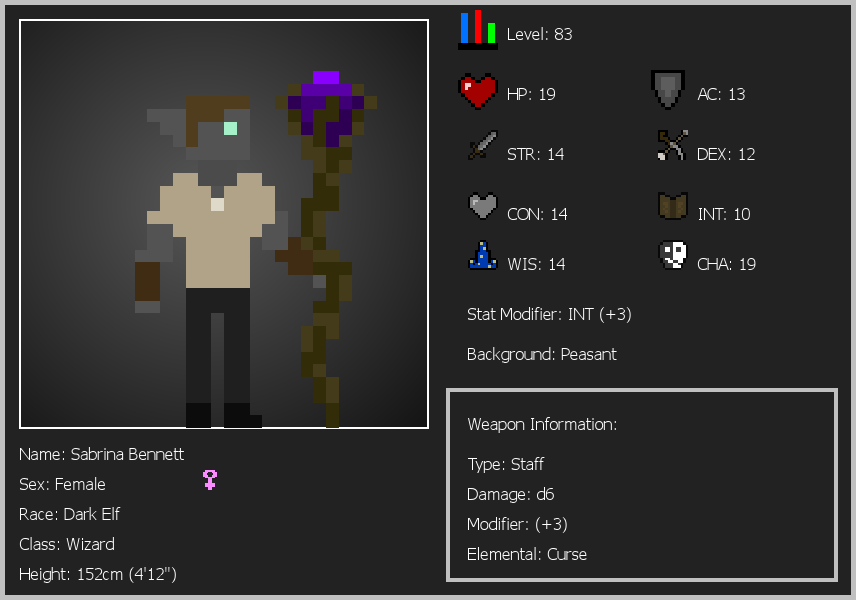 Level: 83
HP: 19
AC: 13
STR: 14
DEX: 12
CON: 14
INT: 10
WIS: 14
CHA: 19
Stat Modifier: INT (+3)
Background: Peasant
Weapon Information:
Type: Staff
Damage: d6
Modifier: (+3)
Elemental: Curse
Name: Sabrina Bennett
Sex: Female
Race: Dark Elf
Class: Wizard
Height: 152cm (4'12")